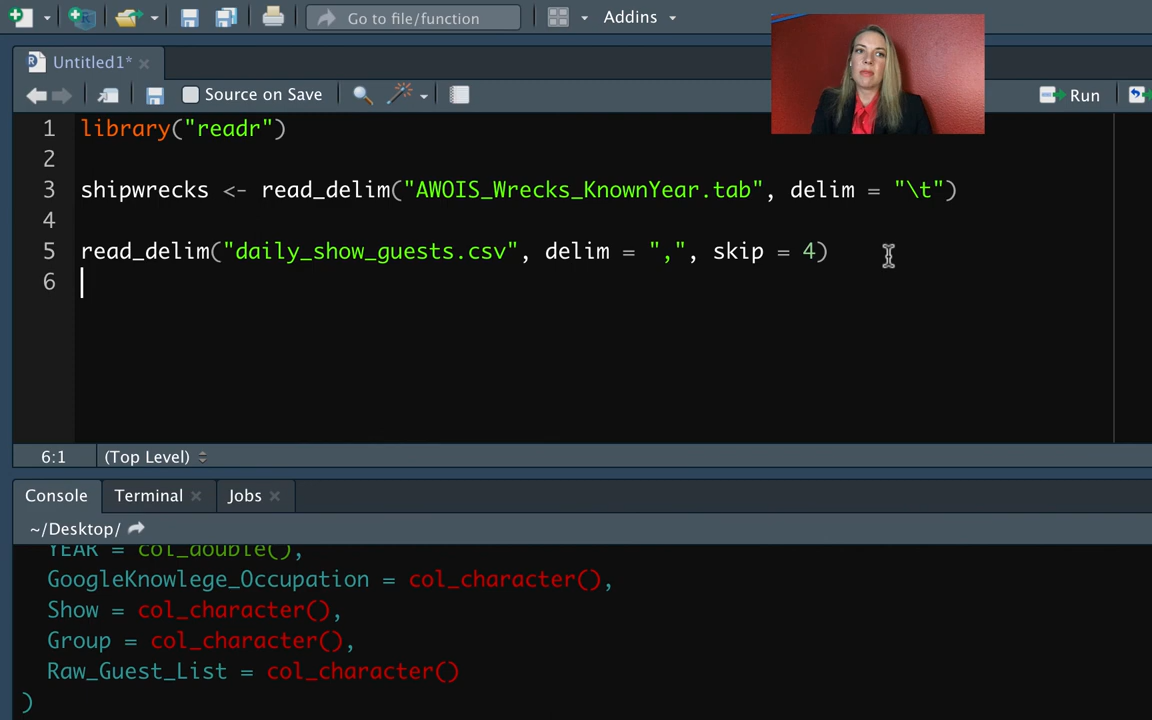 Go to file/function
Addins
Untitled1*
Source on Save
Run
1 library("readr")
2
3 shipwrecks <- read_delim("AWOIS_Wrecks_KnownYear.tab", delim = "\t")
4
5 read_delim("daily_show_guests.csv", delim = ",", skip = 4)
6
6:1 (Top Level)
Console Terminal Jobs
~/Desktop/
YEAR = col_double(),
GoogleKnowlege_Occupation = col_character(),
Show = col_character(),
Group = col_character(),
Raw_Guest_List = col_character()
)